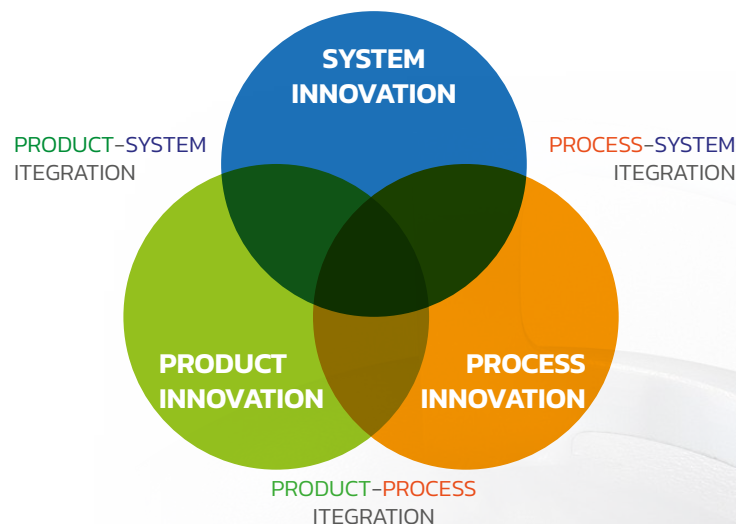 SYSTEM
INNOVATION
PRODUCT-SYSTEM
ITEGRATION
PROCESS-SYSTEM
ITEGRATION
PRODUCT
INNOVATION
PROCESS
INNOVATION
PRODUCT-PROCESS
ITEGRATION